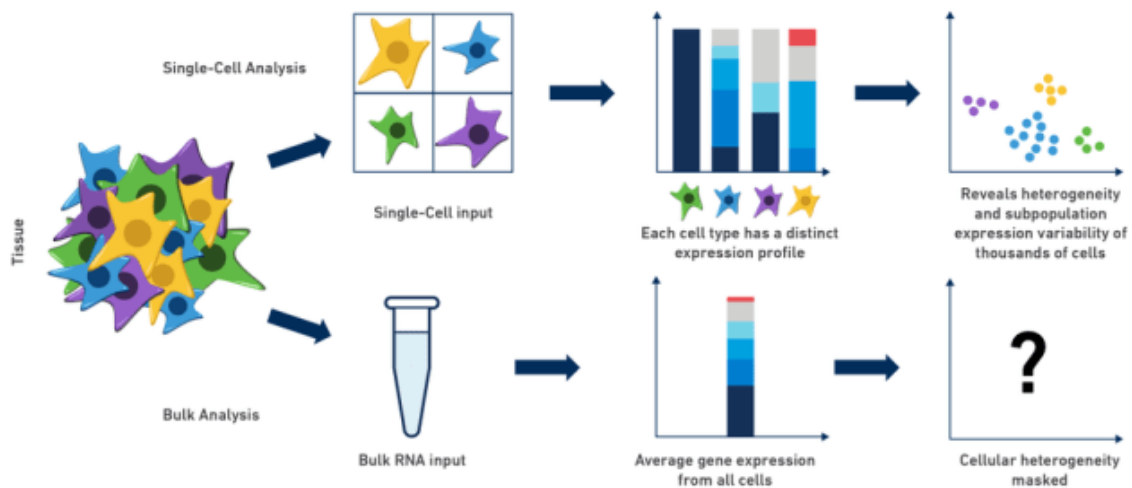 Single-Cell Analysis
Tissue
Single-Cell input
Each cell type has a distinct
expression profile
Reveals heterogeneity
and subpopulation
expression variability of
thousands of cells
Bulk Analysis
Bulk RNA input
Average gene expression
from all cells
?
Cellular heterogeneity
masked